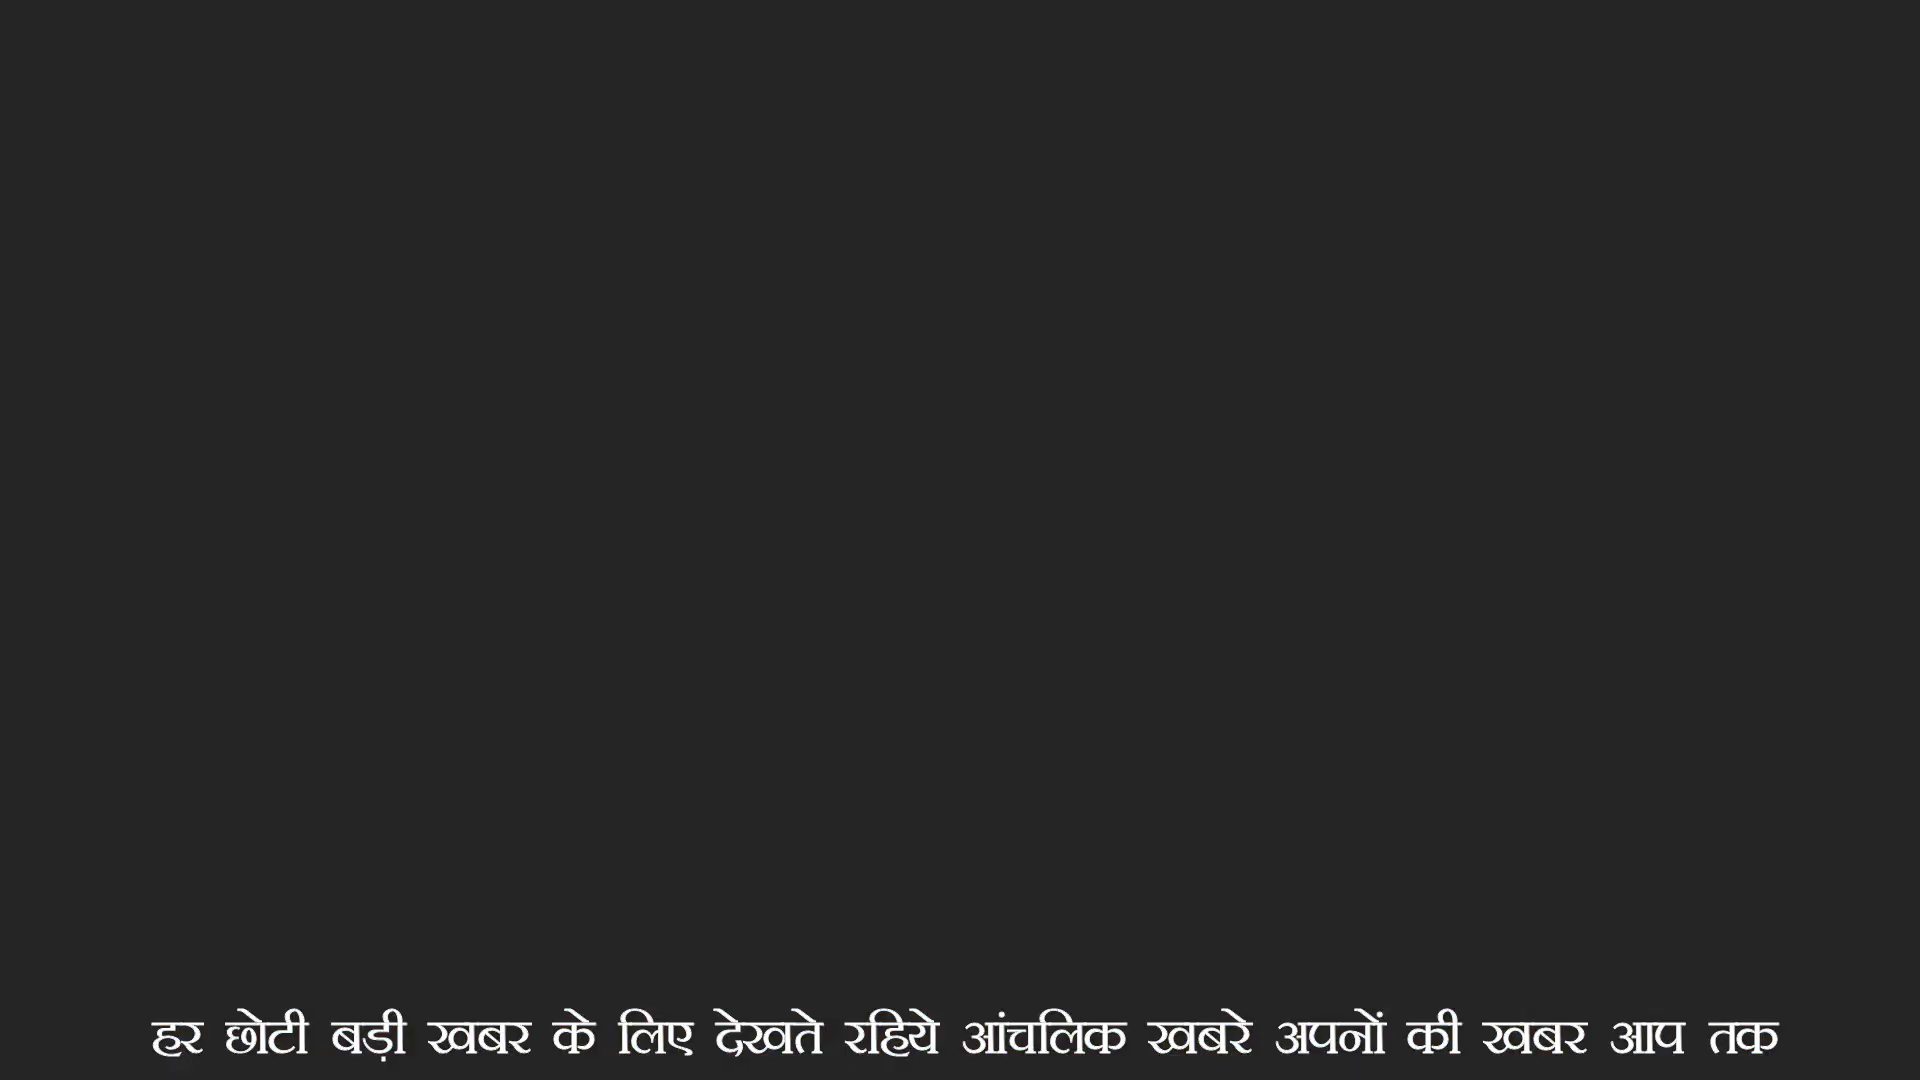 हर छोटी बड़ी खबर के लिए देखते रहिये आंचलिक खबरे अपनों की खबर आप तक